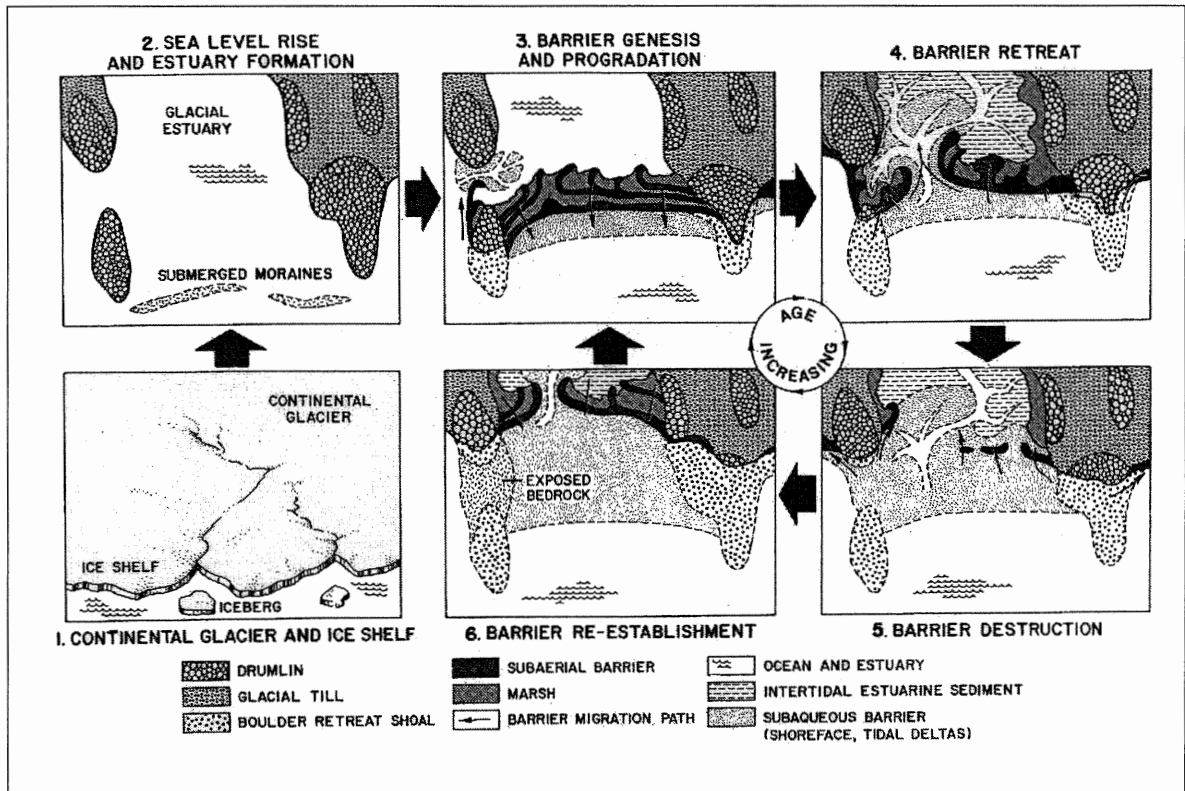 2. SEA LEVEL RISE
AND ESTUARY FORMATION
3. BARRIER GENESIS
AND PROGRADATION
4. BARRIER RETREAT
GLACIAL
ESTUARY
SUBMERGED MORAINES
AGE
INCREASING
CONTINENTAL
GLACIER
ICE SHELF
ICEBERG
EXPOSED
BEDROCK
1. CONTINENTAL GLACIER AND ICE SHELF
6. BARRIER RE-ESTABLISHMENT
5. BARRIER DESTRUCTION
DRUMLIN
GLACIAL TILL
BOULDER RETREAT SHOAL
SUBAERIAL BARRIER
MARSH
BARRIER MIGRATION PATH
OCEAN AND ESTUARY
INTERTIDAL ESTUARINE SEDIMENT
SUBAQUEOUS BARRIER
(SHOREFACE, TIDAL DELTAS)